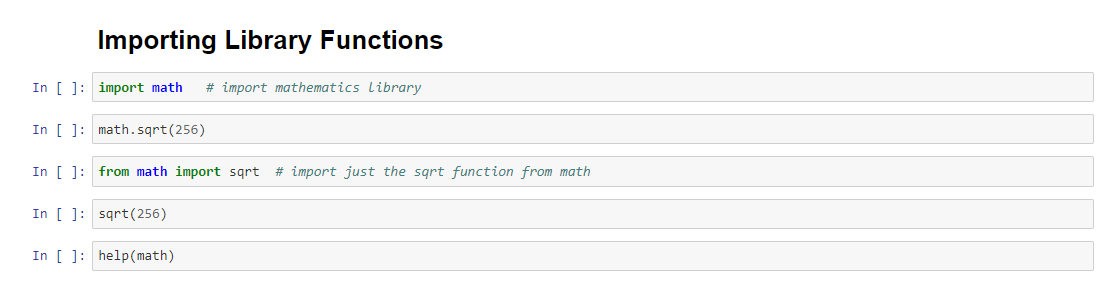 Importing Library Functions
In [ ]: import math   # import mathematics library
In [ ]: math.sqrt(256)
In [ ]: from math import sqrt  # import just the sqrt function from math
In [ ]: sqrt(256)
In [ ]: help(math)